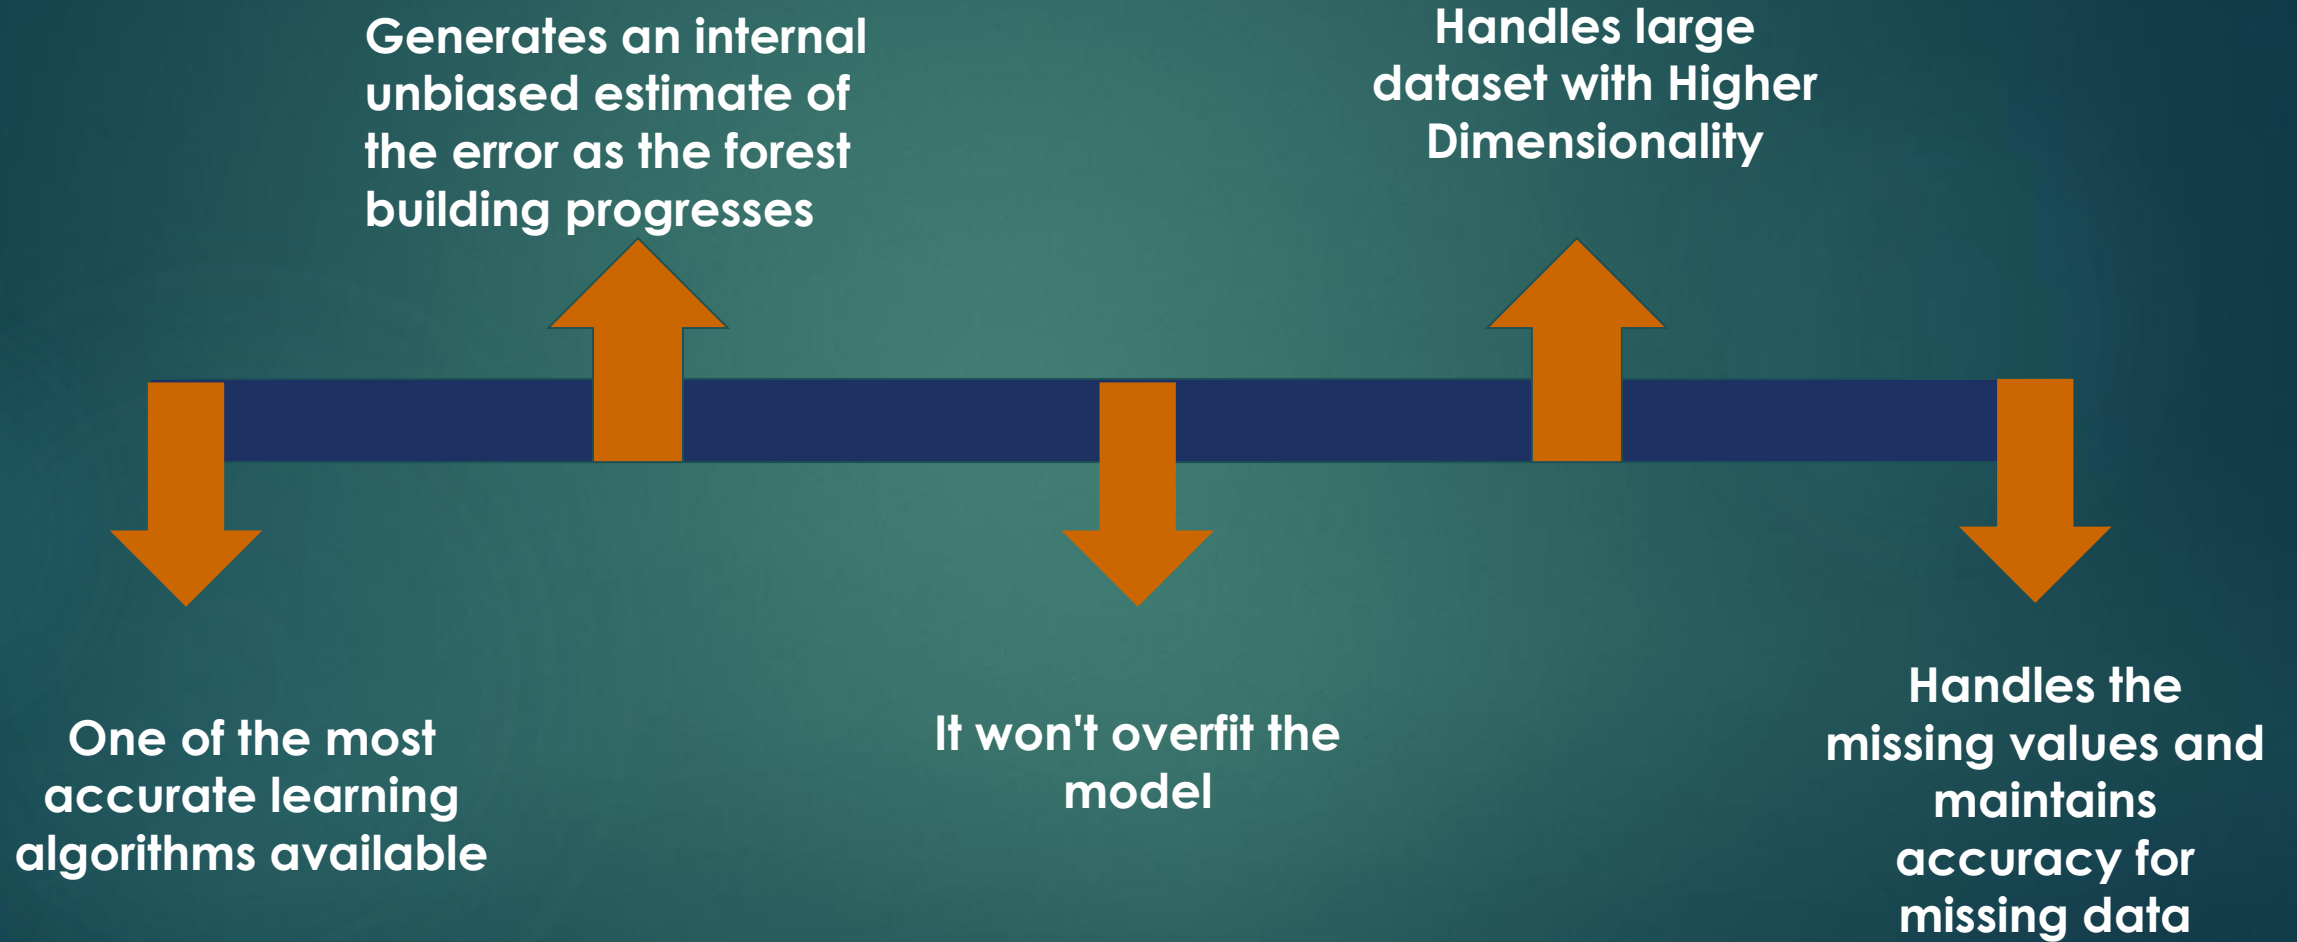 Generates an internal
unbiased estimate of
the error as the forest
building progresses
Handles large
dataset with Higher
Dimensionality
One of the most
accurate learning
algorithms available
It won't overfit the
model
Handles the
missing values and
maintains
accuracy for
missing data